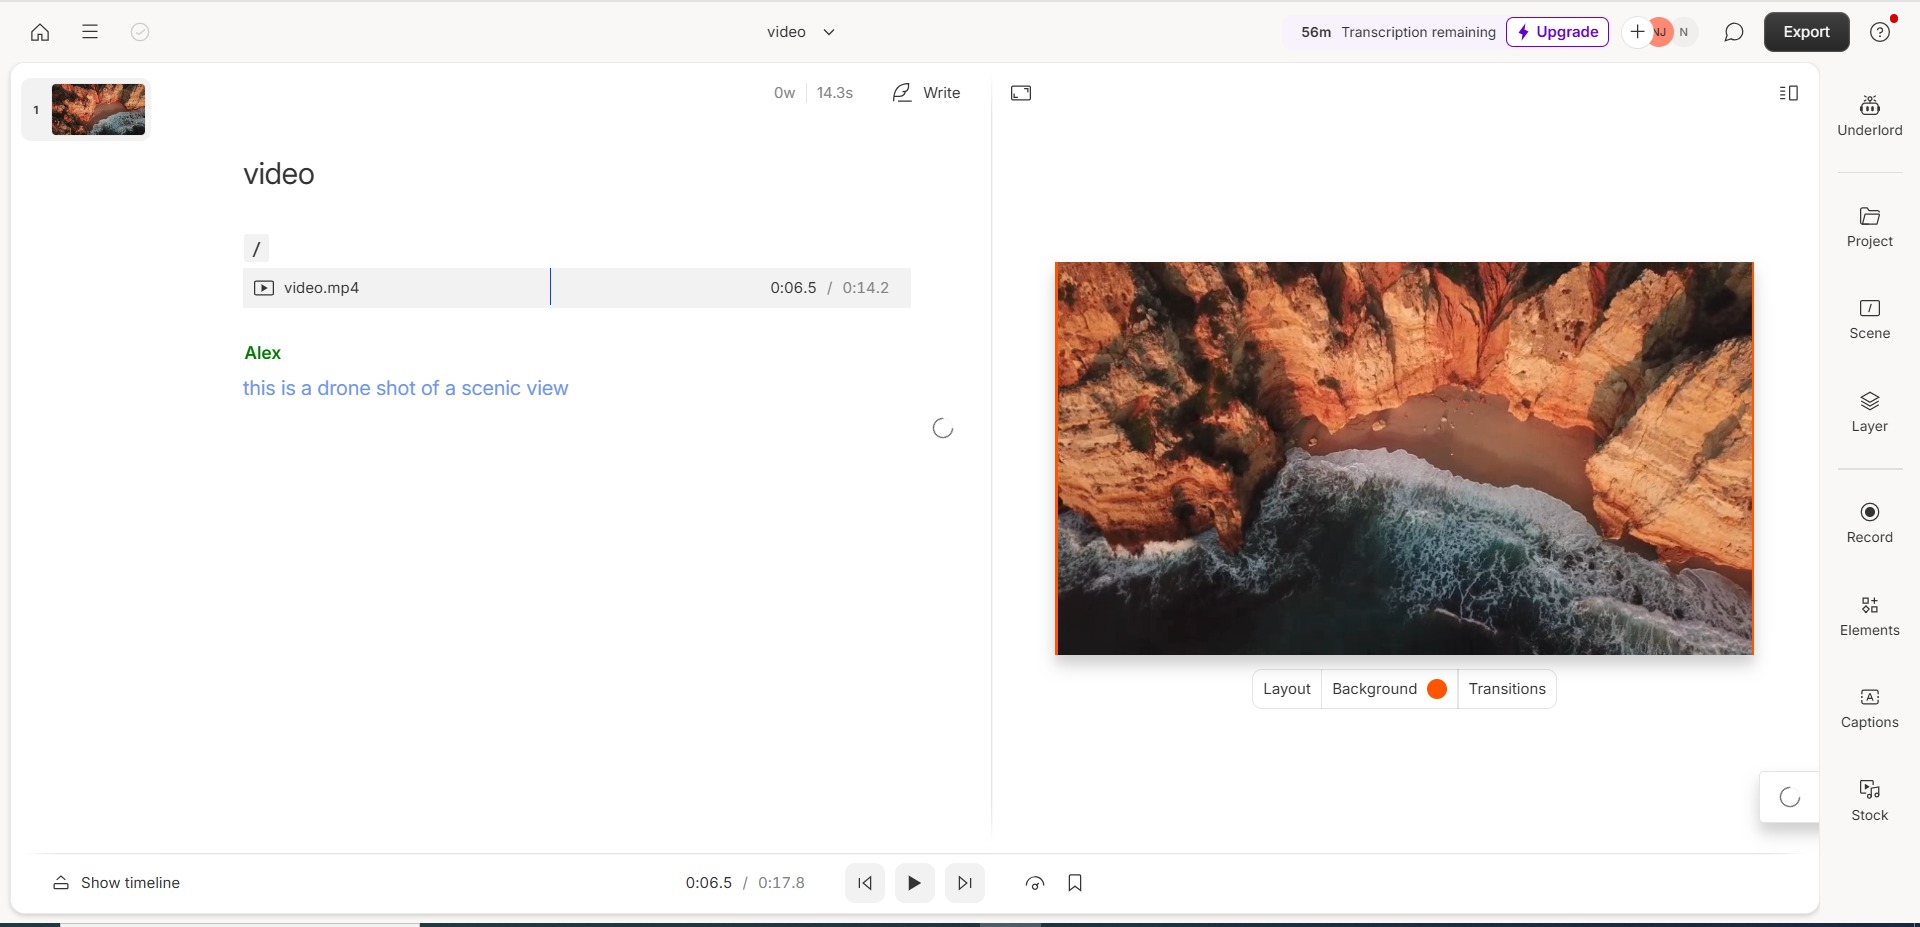 video
56m Transcription remaining
Upgrade
NJ
N
Export
1
0w 14.3s
Write
video
/
video.mp4
0:06.5 / 0:14.2
Alex
this is a drone shot of a scenic view
Layout
Background
Transitions
Underlord
Project
Scene
Layer
Record
Elements
Captions
Stock
Show timeline
0:06.5 / 0:17.8